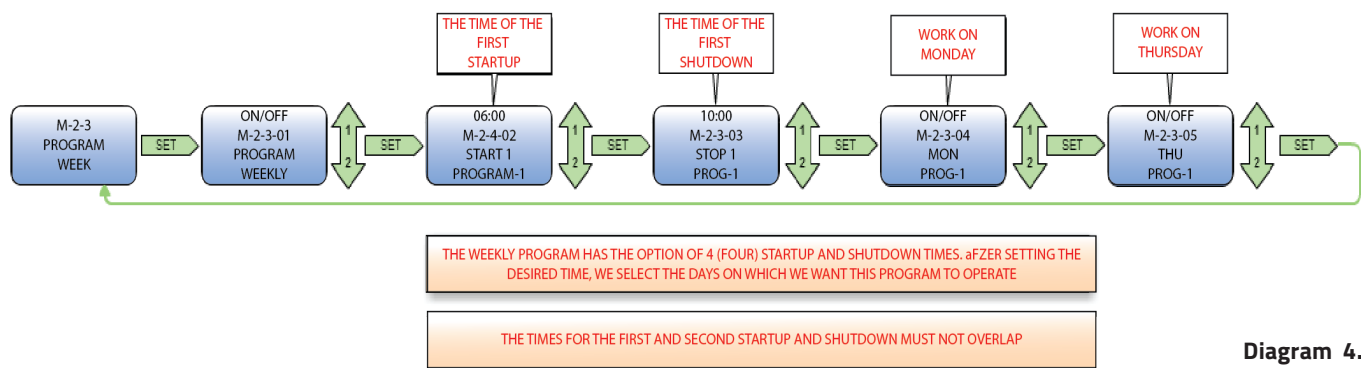 THE TIME OF THE
FIRST
STARTUP
THE TIME OF THE
FIRST
SHUTDOWN
WORK ON
MONDAY
WORK ON
THURSDAY
M-2-3
PROGRAM
WEEK
SET
ON/OFF
M-2-3-01
PROGRAM
WEEKLY
1
2
SET
06:00
M-2-4-02
START 1
PROGRAM-1
1
2
SET
10:00
M-2-3-03
STOP 1
PROG-1
1
2
SET
ON/OFF
M-2-3-04
MON
PROG-1
1
2
SET
ON/OFF
M-2-3-05
THU
PROG-1
1
2
SET
THE WEEKLY PROGRAM HAS THE OPTION OF 4 (FOUR) STARTUP AND SHUTDOWN TIMES. aFZER SETTING THE
DESIRED TIME, WE SELECT THE DAYS ON WHICH WE WANT THIS PROGRAM TO OPERATE
THE TIMES FOR THE FIRST AND SECOND STARTUP AND SHUTDOWN MUST NOT OVERLAP
Diagram 4.